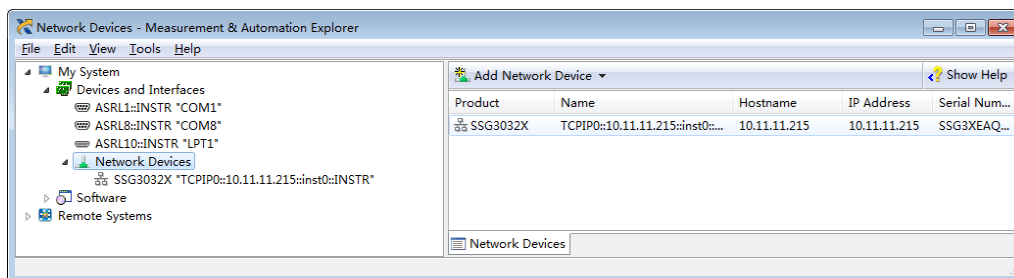 Network Devices - Measurement & Automation Explorer
File Edit View Tools Help
My System
Devices and Interfaces
ASRL1::INSTR "COM1"
ASRL8::INSTR "COM8"
ASRL10::INSTR "LPT1"
Network Devices
SSG3032X "TCPIP0::10.11.11.215::inst0::INSTR"
Software
Remote Systems
Add Network Device Show Help
Product Name Hostname IP Address Serial Num...
SSG3032X TCPIP0::10.11.11.215::inst0::... 10.11.11.215 10.11.11.215 SSG3XEAQ...
Network Devices